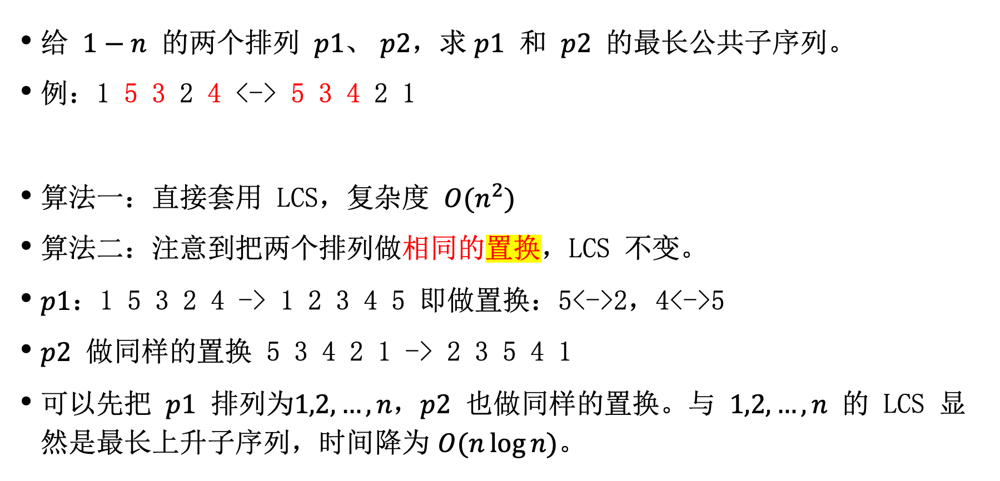 • 给 1 − n 的两个排列 p1、 p2，求 p1 和 p2 的最长公共子序列。
• 例：1 5 3 2 4 <-> 5 3 4 2 1
• 算法一：直接套用 LCS，复杂度 O(n²)
• 算法二：注意到把两个排列做相同的置换，LCS 不变。
• p1：1 5 3 2 4 -> 1 2 3 4 5 即做置换：5<->2，4<->5
• p2 做同样的置换 5 3 4 2 1 -> 2 3 5 4 1
• 可以先把 p1 排列为1,2, … , n，p2 也做同样的置换。与 1,2, … , n 的 LCS 显
然是最长上升子序列，时间降为 O(n log n)。